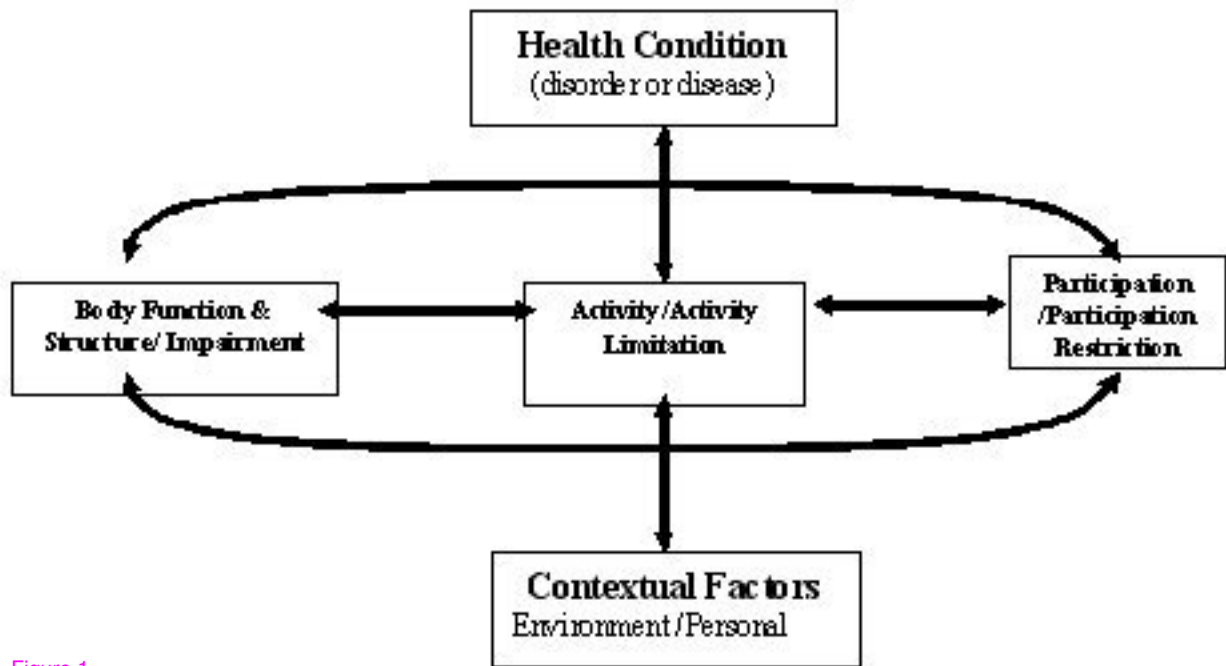 Health Condition
(disorder or disease)
Body Function &
Structure/ Impairment
Activity/Activity
Limitation
Participation
/Participation
Restriction
Contextual Factors
Environment/Personal
Figure 1